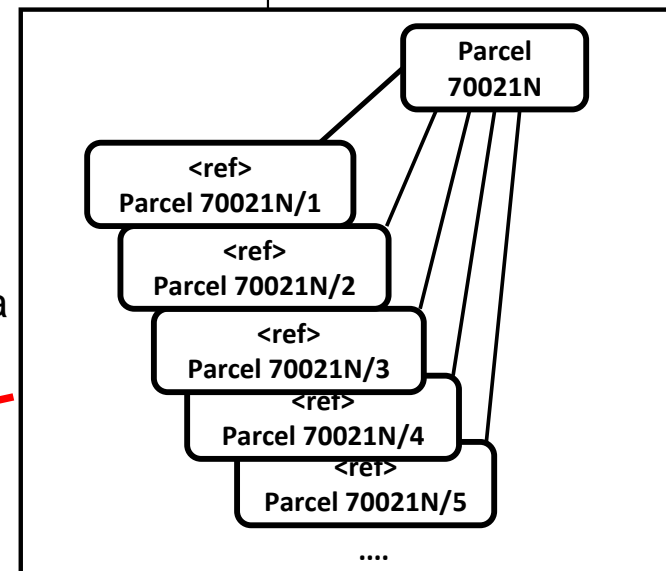 Parcel
70021N
<ref>
Parcel 70021N/1
<ref>
Parcel 70021N/2
a
<ref>
Parcel 70021N/3
<ref>
Parcel 70021N/4
<ref>
Parcel 70021N/5
....